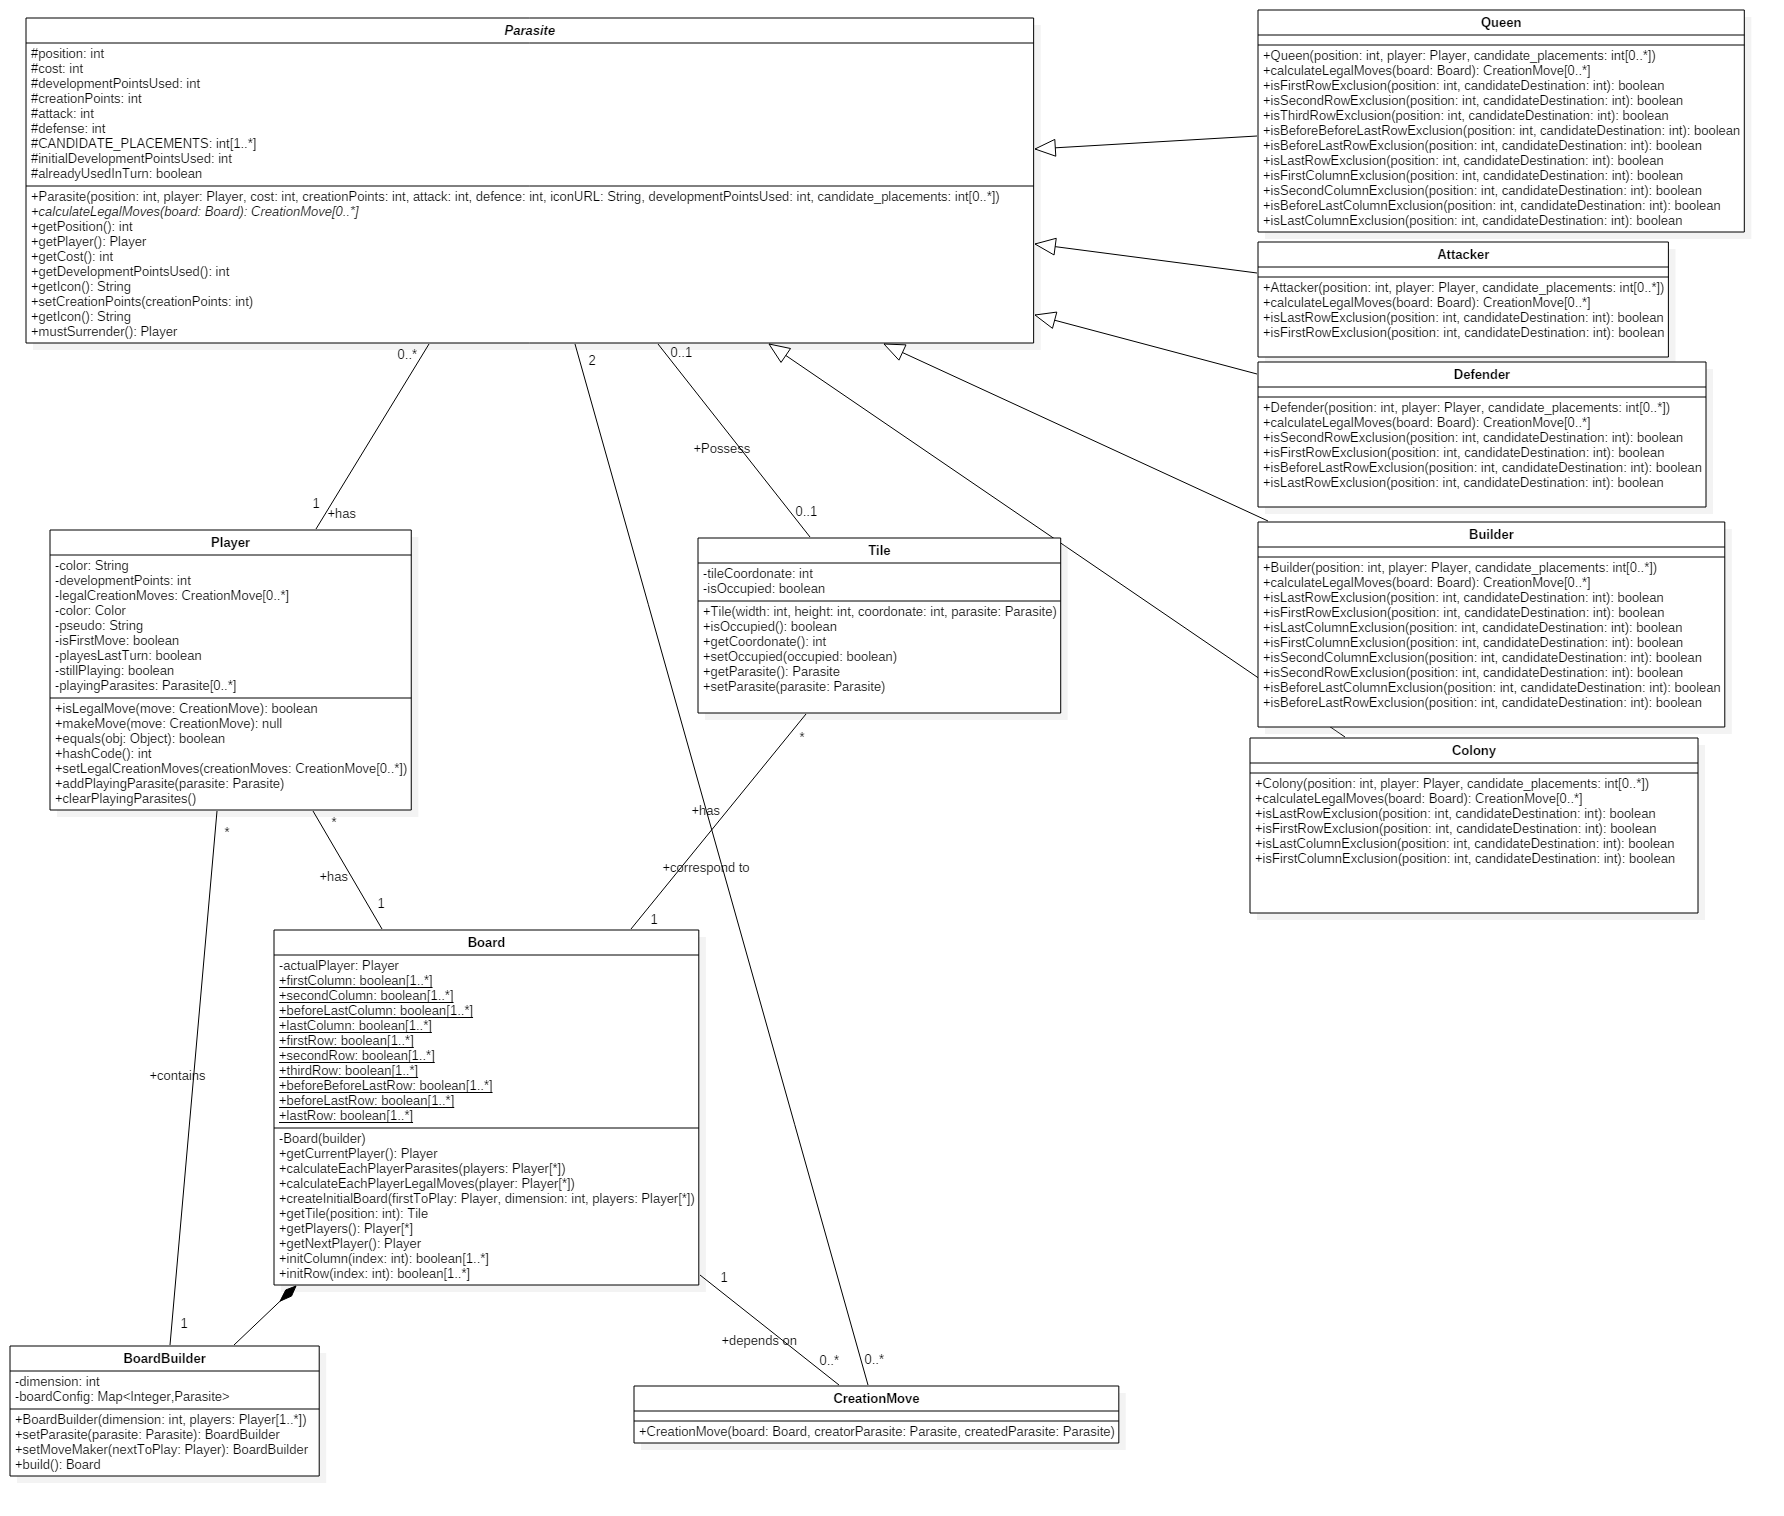 Parasite
#position: int
#cost: int
#developmentPointsUsed: int
#creationPoints: int
#attack: int
#defense: int
#CANDIDATE_PLACEMENTS: int[1..*]
#initialDevelopmentPointsUsed: int
#alreadyUsedInTurn: boolean
+Parasite(position: int, player: Player, cost: int, creationPoints: int, attack: int, defence: int, iconURL: String, developmentPointsUsed: int, candidate_placements: int[0..*])
+calculateLegalMoves(board: Board): CreationMove[0..*]
+getPosition(): int
+getPlayer(): Player
+getCost(): int
+getDevelopmentPointsUsed(): int
+getIcon(): String
+setCreationPoints(creationPoints: int)
+getIcon(): String
+mustSurrender(): Player
Queen
+Queen(position: int, player: Player, candidate_placements: int[0..*])
+calculateLegalMoves(board: Board): CreationMove[0..*]
+isFirstRowExclusion(position: int, candidateDestination: int): boolean
+isSecondRowExclusion(position: int, candidateDestination: int): boolean
+isThirdRowExclusion(position: int, candidateDestination: int): boolean
+isBeforeBeforeLastRowExclusion(position: int, candidateDestination: int): boolean
+isBeforeLastRowExclusion(position: int, candidateDestination: int): boolean
+isLastRowExclusion(position: int, candidateDestination: int): boolean
+isFirstColumnExclusion(position: int, candidateDestination: int): boolean
+isSecondColumnExclusion(position: int, candidateDestination: int): boolean
+isBeforeLastColumnExclusion(position: int, candidateDestination: int): boolean
+isLastColumnExclusion(position: int, candidateDestination: int): boolean
Attacker
+Attacker(position: int, player: Player, candidate_placements: int[0..*])
+calculateLegalMoves(board: Board): CreationMove[0..*]
+isLastRowExclusion(position: int, candidateDestination: int): boolean
+isFirstRowExclusion(position: int, candidateDestination: int): boolean
Defender
+Defender(position: int, player: Player, candidate_placements: int[0..*])
+calculateLegalMoves(board: Board): CreationMove[0..*]
+isSecondRowExclusion(position: int, candidateDestination: int): boolean
+isFirstRowExclusion(position: int, candidateDestination: int): boolean
+isBeforeLastRowExclusion(position: int, candidateDestination: int): boolean
+isLastRowExclusion(position: int, candidateDestination: int): boolean
Builder
+Builder(position: int, player: Player, candidate_placements: int[0..*])
+calculateLegalMoves(board: Board): CreationMove[0..*]
+isLastRowExclusion(position: int, candidateDestination: int): boolean
+isFirstRowExclusion(position: int, candidateDestination: int): boolean
+isLastColumnExclusion(position: int, candidateDestination: int): boolean
+isFirstColumnExclusion(position: int, candidateDestination: int): boolean
+isSecondColumnExclusion(position: int, candidateDestination: int): boolean
+isSecondRowExclusion(position: int, candidateDestination: int): boolean
+isBeforeLastColumnExclusion(position: int, candidateDestination: int): boolean
+isBeforeLastRowExclusion(position: int, candidateDestination: int): boolean
Colony
+Colony(position: int, player: Player, candidate_placements: int[0..*])
+calculateLegalMoves(board: Board): CreationMove[0..*]
+isLastRowExclusion(position: int, candidateDestination: int): boolean
+isFirstRowExclusion(position: int, candidateDestination: int): boolean
+isLastColumnExclusion(position: int, candidateDestination: int): boolean
+isFirstColumnExclusion(position: int, candidateDestination: int): boolean
0..*
2
0..1
+Possess
1
+has
0..1
Player
-color: String
-developmentPoints: int
-legalCreationMoves: CreationMove[0..*]
-color: Color
-pseudo: String
-isFirstMove: boolean
-playesLastTurn: boolean
-stillPlaying: boolean
-playingParasites: Parasite[0..*]
+isLegalMove(move: CreationMove): boolean
+makeMove(move: CreationMove): null
+equals(obj: Object): boolean
+hashCode(): int
+setLegalCreationMoves(creationMoves: CreationMove[0..*])
+addPlayingParasite(parasite: Parasite)
+clearPlayingParasites()
Tile
-tileCoordonate: int
-isOccupied: boolean
+Tile(width: int, height: int, coordonate: int, parasite: Parasite)
+isOccupied(): boolean
+getCoordonate(): int
+setOccupied(occupied: boolean)
+getParasite(): Parasite
+setParasite(parasite: Parasite)
*
+has
+correspond to
1
*
*
+has
1
+contains
1
Board
-actualPlayer: Player
+firstColumn: boolean[1..*]
+secondColumn: boolean[1..*]
+beforeLastColumn: boolean[1..*]
+lastColumn: boolean[1..*]
+firstRow: boolean[1..*]
+secondRow: boolean[1..*]
+thirdRow: boolean[1..*]
+beforeBeforeLastRow: boolean[1..*]
+beforeLastRow: boolean[1..*]
+lastRow: boolean[1..*]
-Board(builder)
+getCurrentPlayer(): Player
+calculateEachPlayerParasites(players: Player[*])
+calculateEachPlayerLegalMoves(player: Player[*])
+createInitialBoard(firstToPlay: Player, dimension: int, players: Player[*])
+getTile(position: int): Tile
+getPlayers(): Player[*]
+getNextPlayer(): Player
+initColumn(index: int): boolean[1..*]
+initRow(index: int): boolean[1..*]
1
+depends on
0..*
0..*
BoardBuilder
-dimension: int
-boardConfig: Map<Integer,Parasite>
+BoardBuilder(dimension: int, players: Player[1..*])
+setParasite(parasite: Parasite): BoardBuilder
+setMoveMaker(nextToPlay: Player): BoardBuilder
+build(): Board
CreationMove
+CreationMove(board: Board, creatorParasite: Parasite, createdParasite: Parasite)